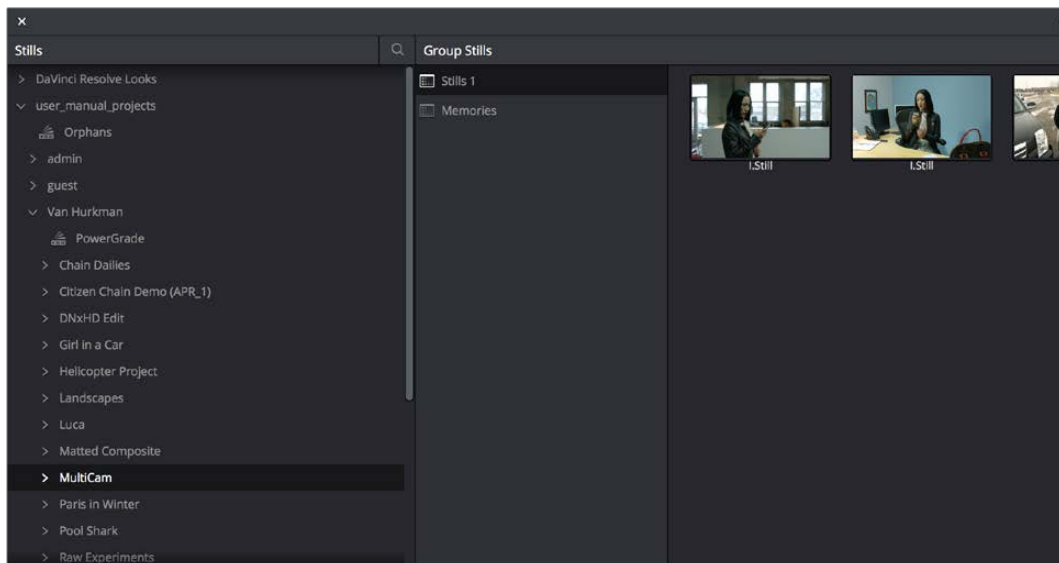 Stills
Group Stills
DaVinci Resolve Looks
user_manual_projects
Orphans
admin
guest
Van Hurkman
PowerGrade
Chain Dailies
Citizen Chain Demo (APR_1)
DNxHD Edit
Girl in a Car
Helicopter Project
Landscapes
Luca
Matted Composite
MultiCam
Paris in Winter
Pool Shark
Raw Experiments
Stills 1
Memories
1.Still
1.Still